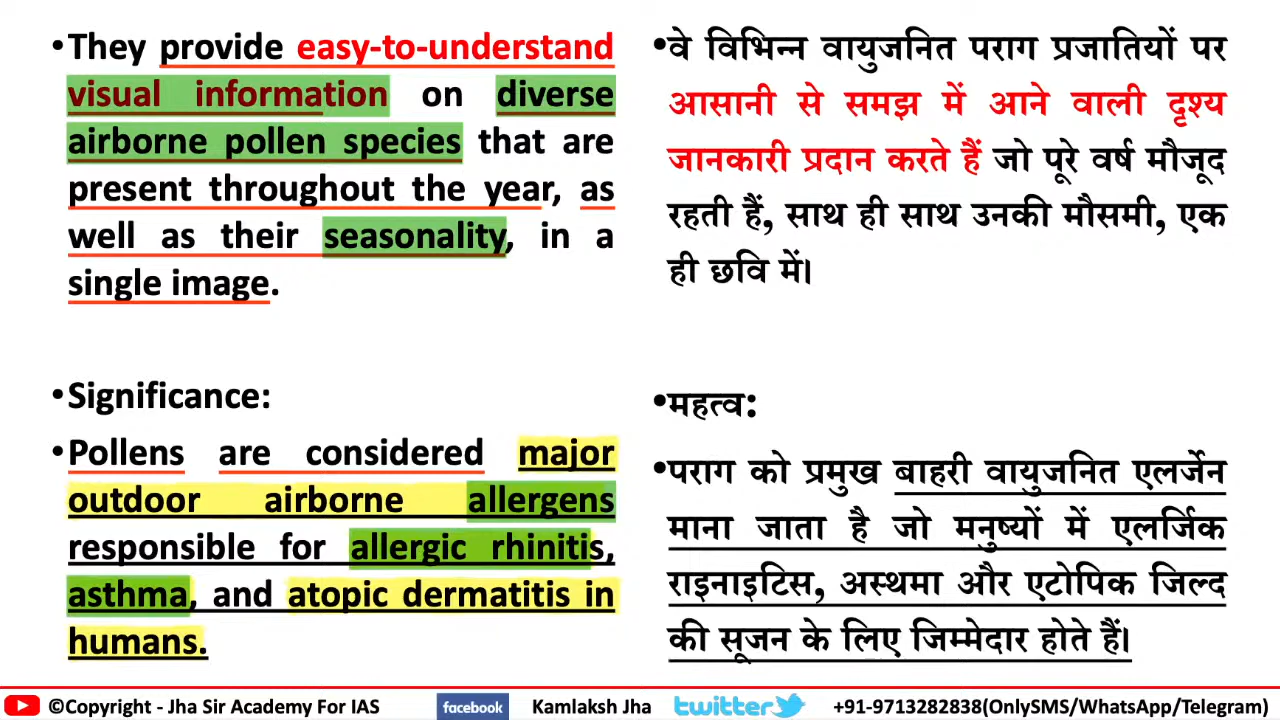 •They provide easy-to-understand
visual information on diverse
airborne pollen species that are
present throughout the year, as
well as their seasonality, in a
single image.
•Significance:
•Pollens are considered major
outdoor airborne allergens
responsible for allergic rhinitis,
asthma, and atopic dermatitis in
humans.
•वे विभिन्न वायुजनित पराग प्रजातियों पर
आसानी से समझ में आने वाली दृश्य
जानकारी प्रदान करते हैं जो पूरे वर्ष मौजूद
रहती हैं, साथ ही साथ उनकी मौसमी, एक
ही छवि में।
•महत्व:
•पराग को प्रमुख बाहरी वायुजनित एलर्जेन
माना जाता है जो मनुष्यों में एलर्जिक
राइनाइटिस, अस्थमा और एटोपिक जिल्द
की सूजन के लिए जिम्मेदार होते हैं।
©Copyright - Jha Sir Academy For IAS facebook Kamlaksh Jha twitter +91-9713282838(OnlySMS/WhatsApp/Telegram)